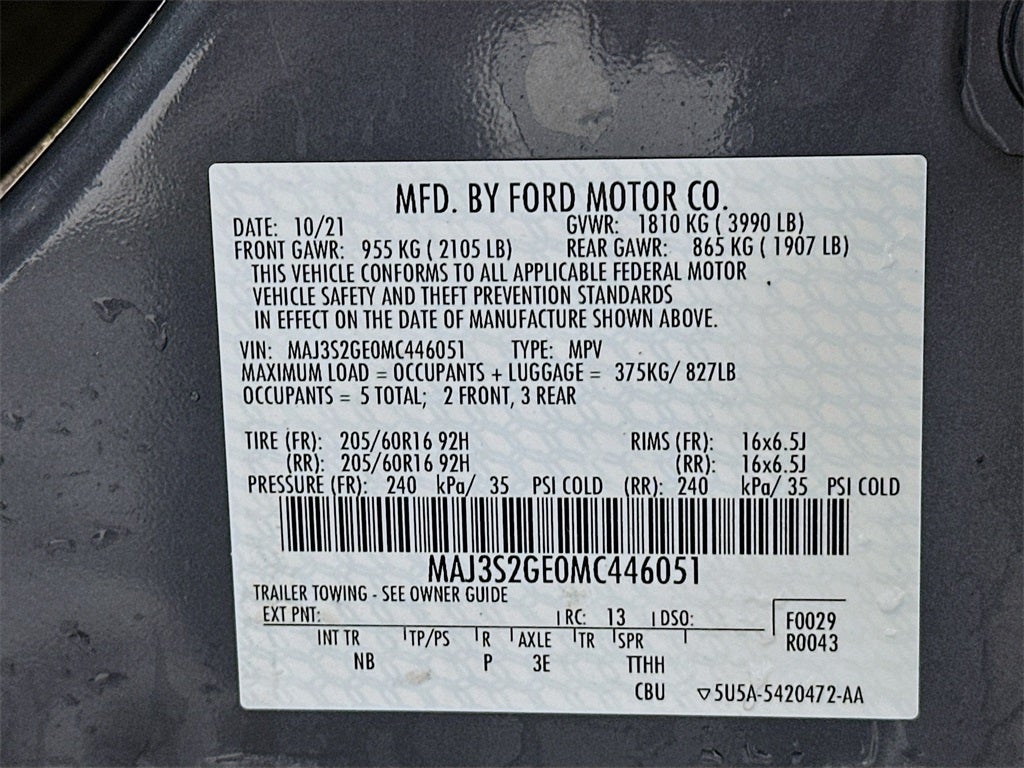 MFD. BY FORD MOTOR CO.
DATE: 10/21 GVWR: 1810 KG ( 3990 LB)
FRONT GAWR: 955 KG ( 2105 LB) REAR GAWR: 865 KG ( 1907 LB)
THIS VEHICLE CONFORMS TO ALL APPLICABLE FEDERAL MOTOR
VEHICLE SAFETY AND THEFT PREVENTION STANDARDS
IN EFFECT ON THE DATE OF MANUFACTURE SHOWN ABOVE.
VIN: MAJ3S2GE0MC446051 TYPE: MPV
MAXIMUM LOAD = OCCUPANTS + LUGGAGE = 375KG/ 827LB
OCCUPANTS = 5 TOTAL; 2 FRONT, 3 REAR
TIRE (FR): 205/60R16 92H RIMS (FR): 16x6.5J
(RR): 205/60R16 92H (RR): 16x6.5J
PRESSURE (FR): 240 kPa/ 35 PSI COLD (RR): 240 kPa/ 35 PSI COLD
MAJ3S2GE0MC446051
TRAILER TOWING - SEE OWNER GUIDE
EXT PNT: RC: 13 DSO: F0029
INT TR TP/PS R AXLE TR SPR R0043
NB P 3E TTHH
CBU ▽5U5A-5420472-AA